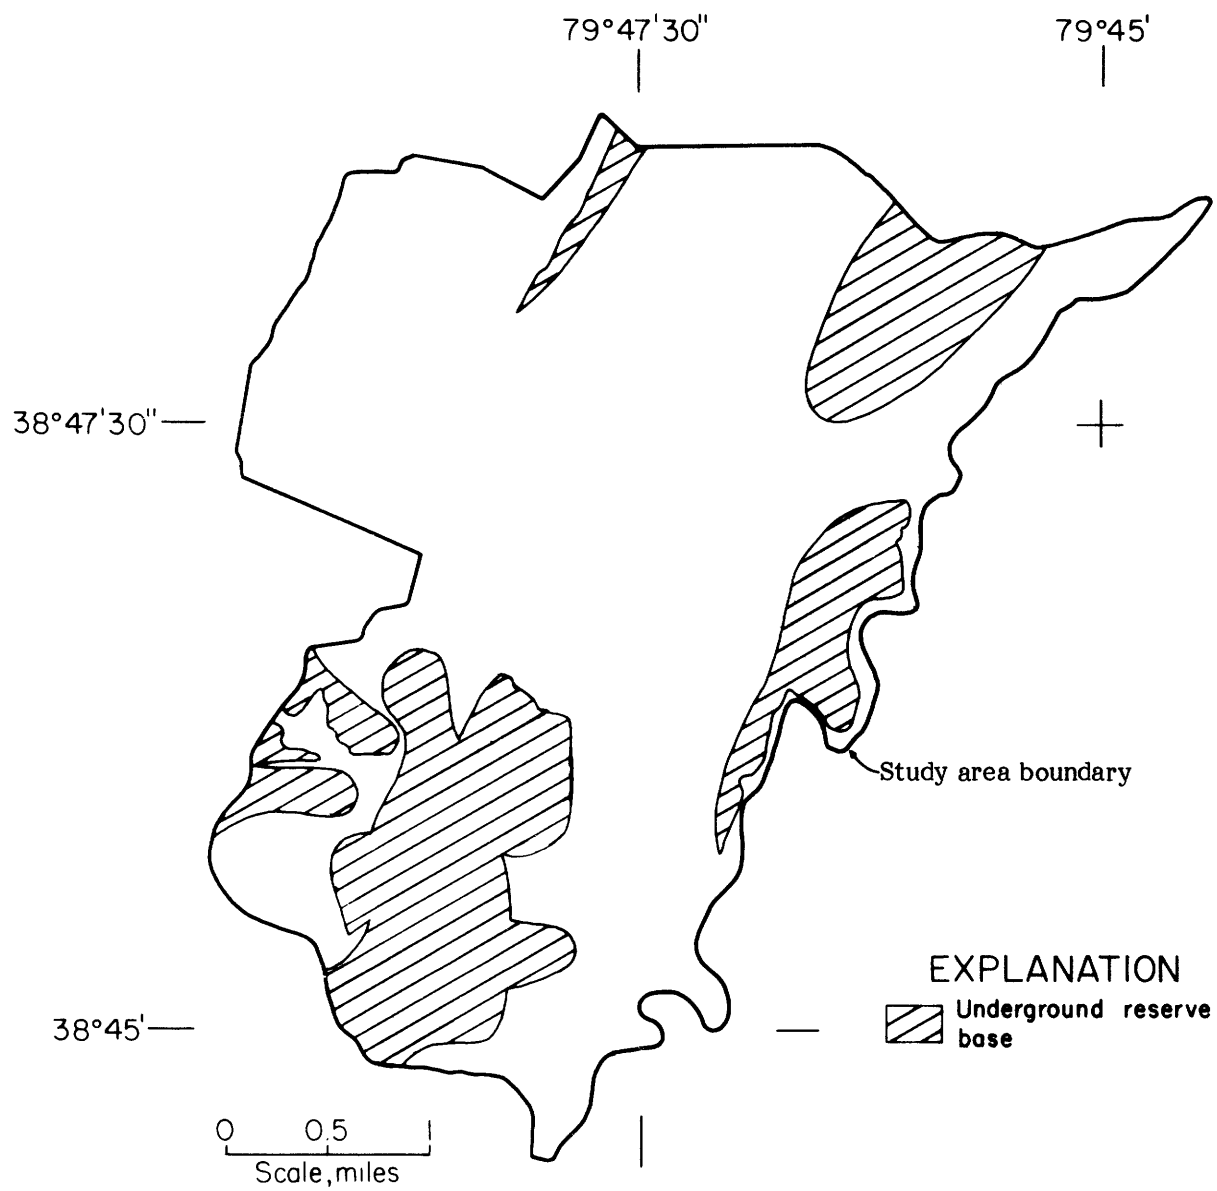 79°47'30"
79°45'
38°47'30"
Study area boundary
EXPLANATION
Underground reserve
base
38°45'
0 0.5
Scale, miles